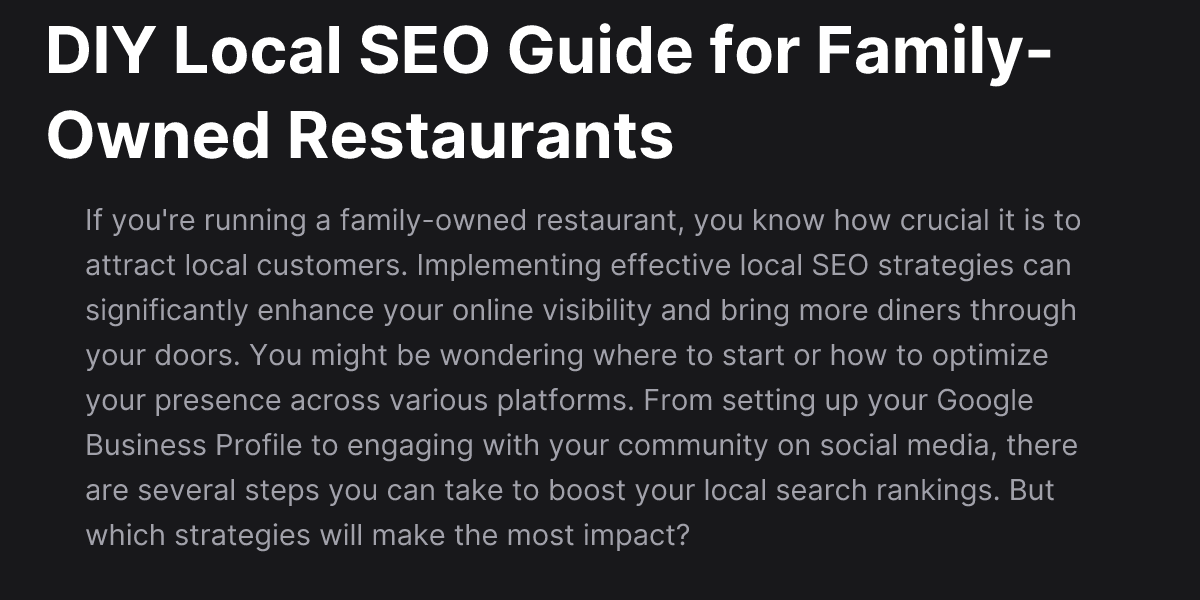 DIY Local SEO Guide for Family-
Owned Restaurants
If you're running a family-owned restaurant, you know how crucial it is to
attract local customers. Implementing effective local SEO strategies can
significantly enhance your online visibility and bring more diners through
your doors. You might be wondering where to start or how to optimize
your presence across various platforms. From setting up your Google
Business Profile to engaging with your community on social media, there
are several steps you can take to boost your local search rankings. But
which strategies will make the most impact?